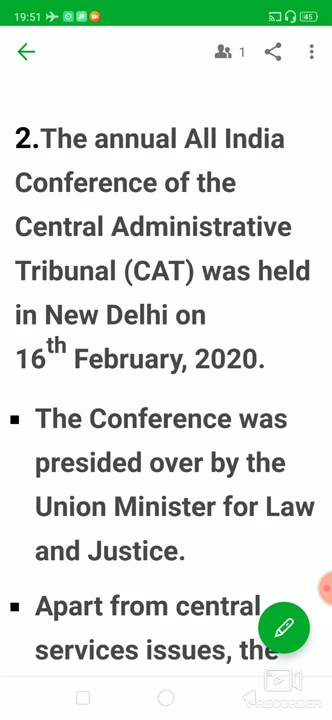 19:51
45
1
2.The annual All India
Conference of the
Central Administrative
Tribunal (CAT) was held
in New Delhi on
16th February, 2020.
▪ The Conference was
presided over by the
Union Minister for Law
and Justice.
▪ Apart from central
services issues, the
RECORDER